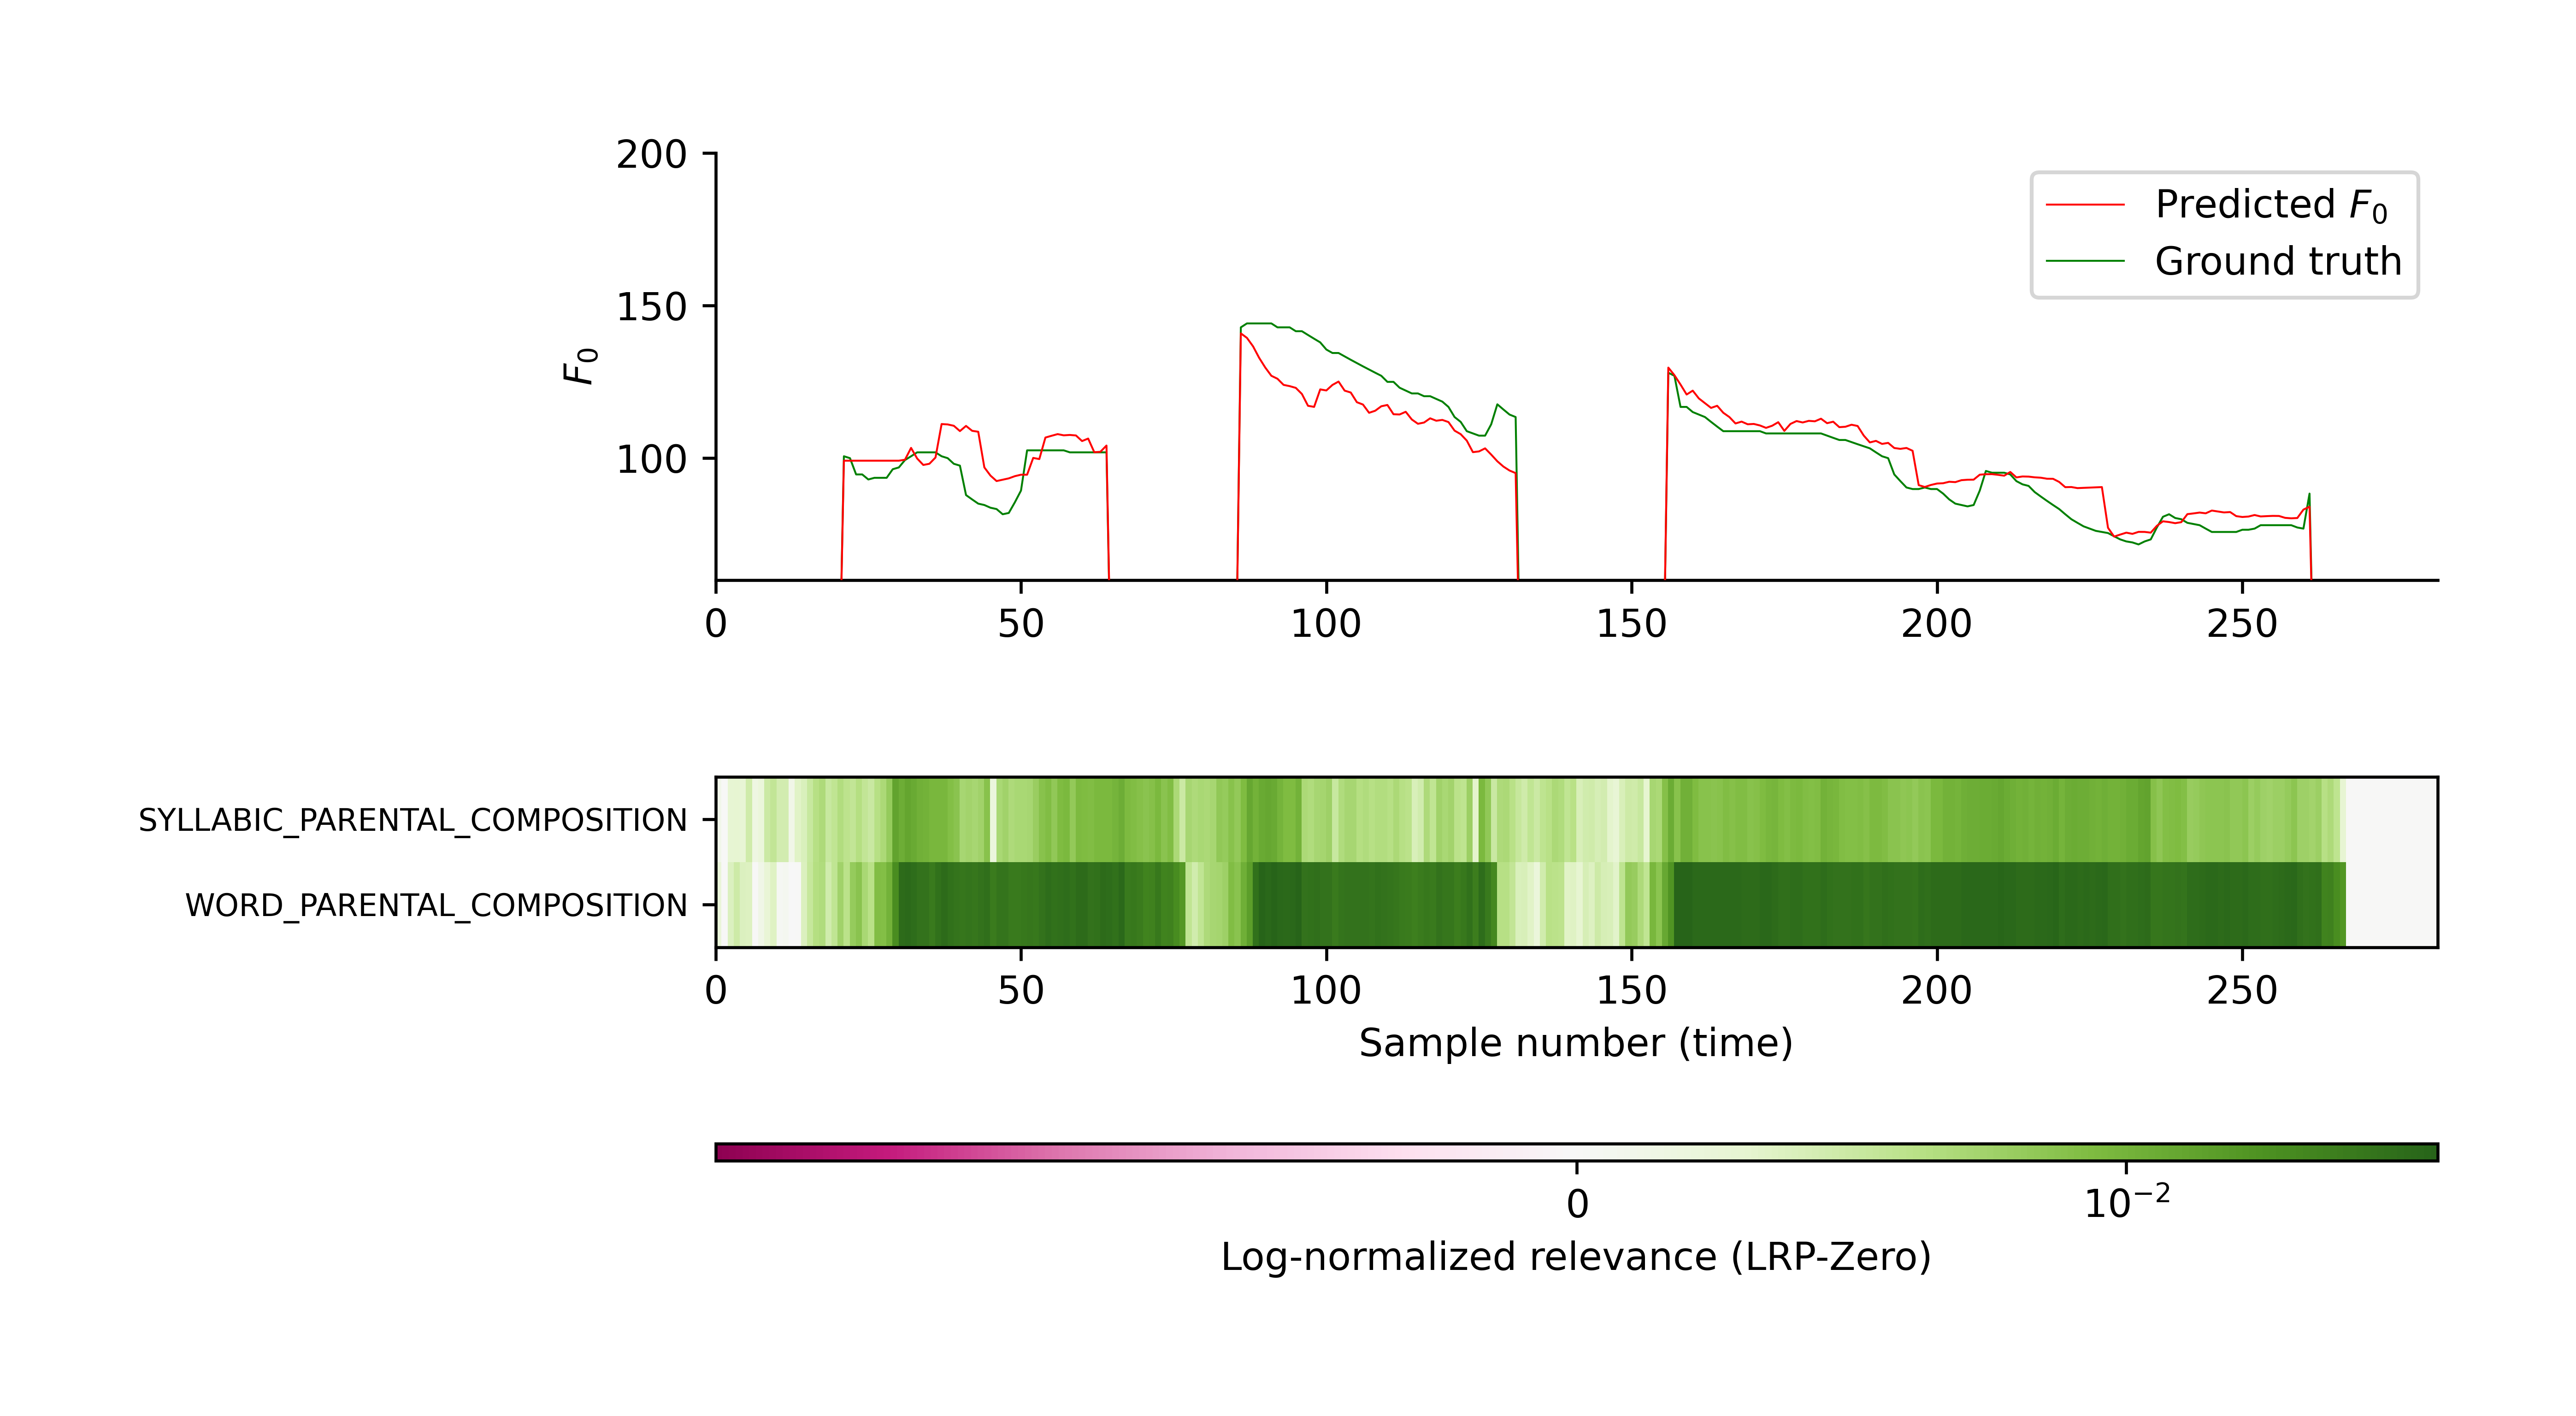 200
150
100
F0
Predicted F0
Ground truth
0 50 100 150 200 250
SYLLABIC_PARENTAL_COMPOSITION
WORD_PARENTAL_COMPOSITION
0 50 100 150 200 250
Sample number (time)
0 10−2
Log-normalized relevance (LRP-Zero)